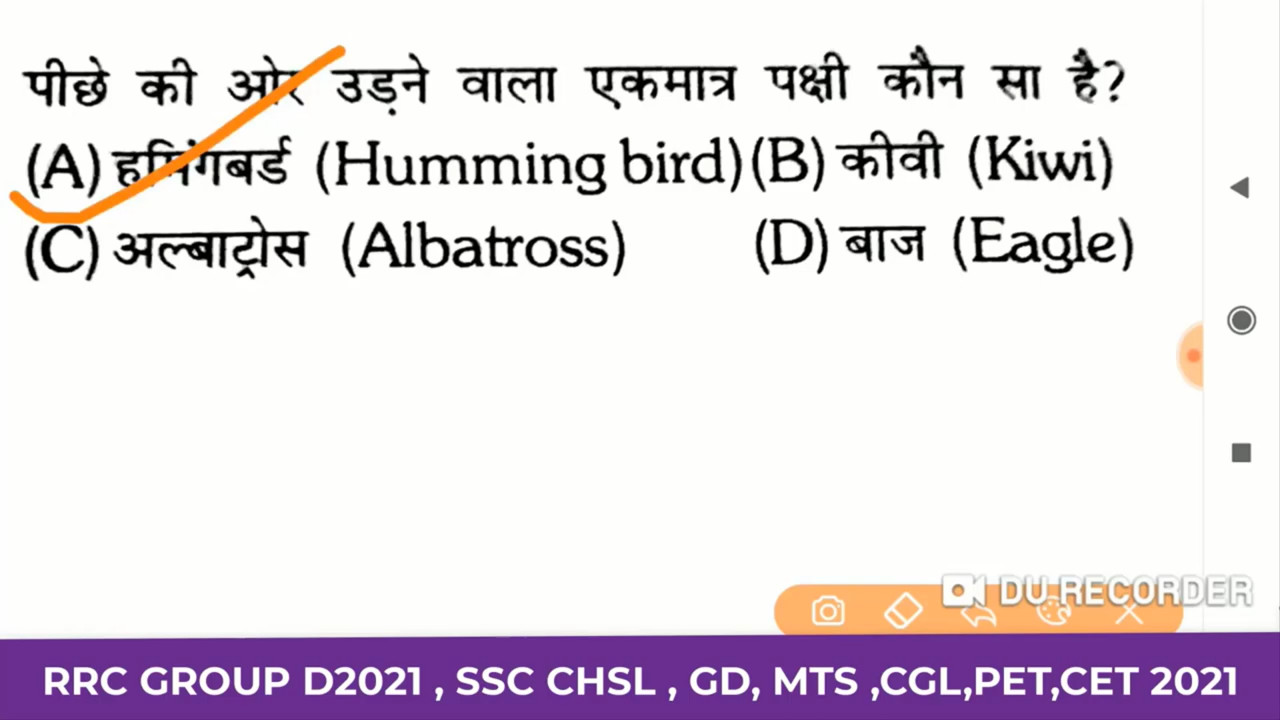 पीछे की ओर उड़ने वाला एकमात्र पक्षी कौन सा है?
(A) हमिंगबर्ड (Humming bird) (B) कीवी (Kiwi)
(C) अल्बाट्रोस (Albatross) (D) बाज (Eagle)
DU RECORDER
RRC GROUP D2021 , SSC CHSL , GD, MTS ,CGL,PET,CET 2021